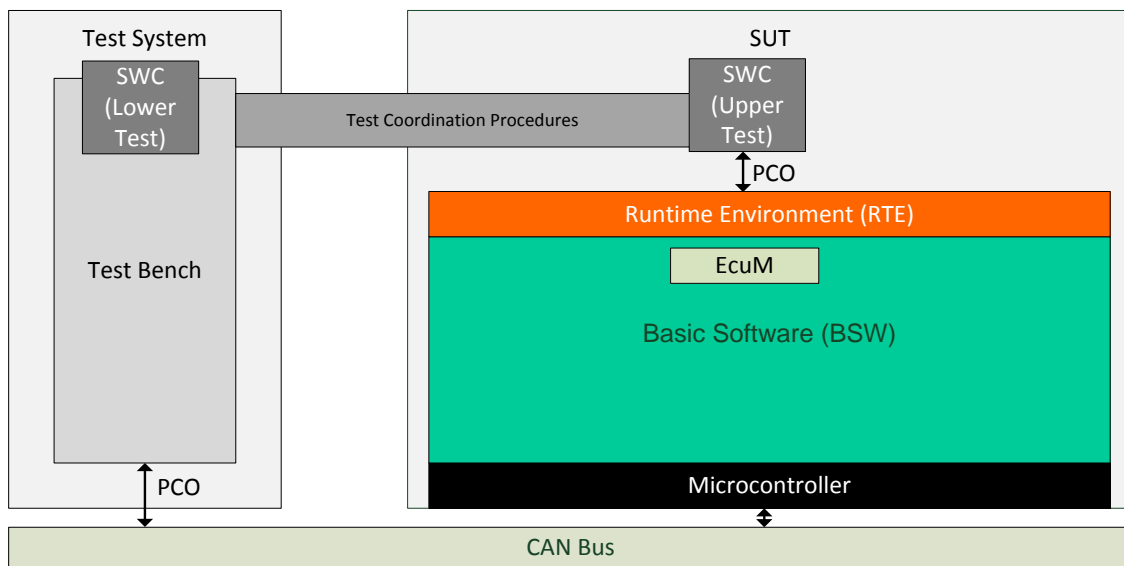 Test System
SWC
(Lower
Test)
Test Bench
PCO
Test Coordination Procedures
SUT
SWC
(Upper
Test)
PCO
Runtime Environment (RTE)
EcuM
Basic Software (BSW)
Microcontroller
CAN Bus